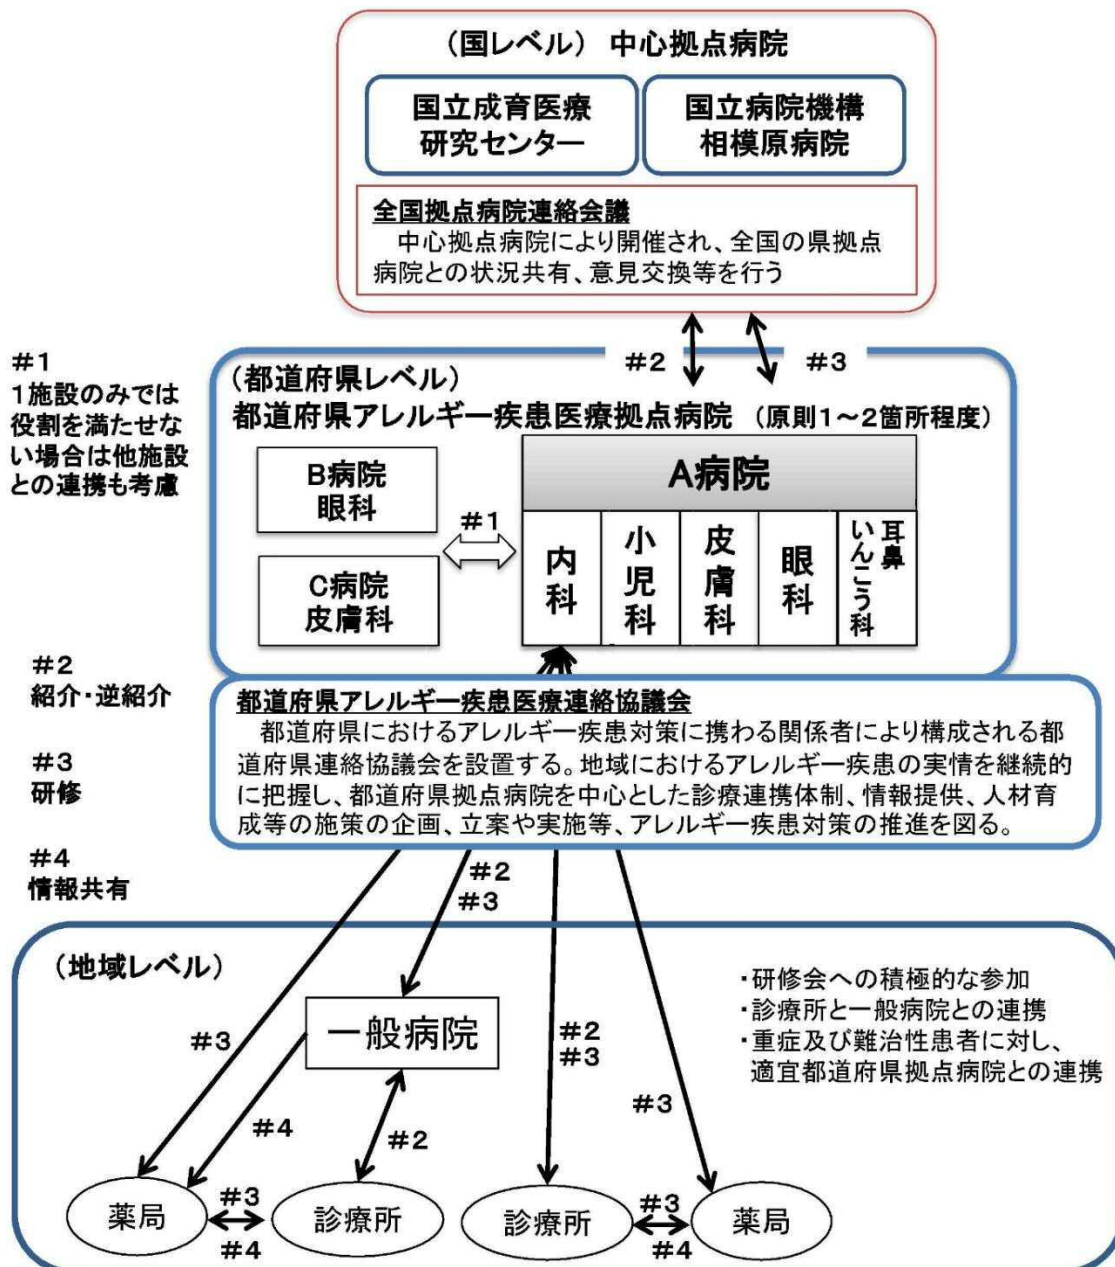 （国レベル） 中心拠点病院
国立成育医療
研究センター
国立病院機構
相模原病院
全国拠点病院連絡会議
中心拠点病院により開催され、全国の県拠点
病院との状況共有、意見交換等を行う
#1
1施設のみでは
役割を満たせな
い場合は他施設
との連携も考慮
#2
#3
（都道府県レベル）
都道府県アレルギー疾患医療拠点病院 （原則1～2箇所程度）
B病院
眼科
C病院
皮膚科
#1
A病院
内科
小児科
皮膚科
眼科
耳鼻
いんこう科
#2
紹介・逆紹介
#3
研修
#4
情報共有
都道府県アレルギー疾患医療連絡協議会
都道府県におけるアレルギー疾患対策に携わる関係者により構成される都
道府県連絡協議会を設置する。地域におけるアレルギー疾患の実情を継続的
に把握し、都道府県拠点病院を中心とした診療連携体制、情報提供、人材育
成等の施策の企画、立案や実施等、アレルギー疾患対策の推進を図る。
#2
#3
（地域レベル）
・研修会への積極的な参加
・診療所と一般病院との連携
・重症及び難治性患者に対し、
適宜都道府県拠点病院との連携
一般病院
#3
#2
#3
#4
#2
#3
薬局
#3
#4
診療所
診療所
#3
#4
薬局